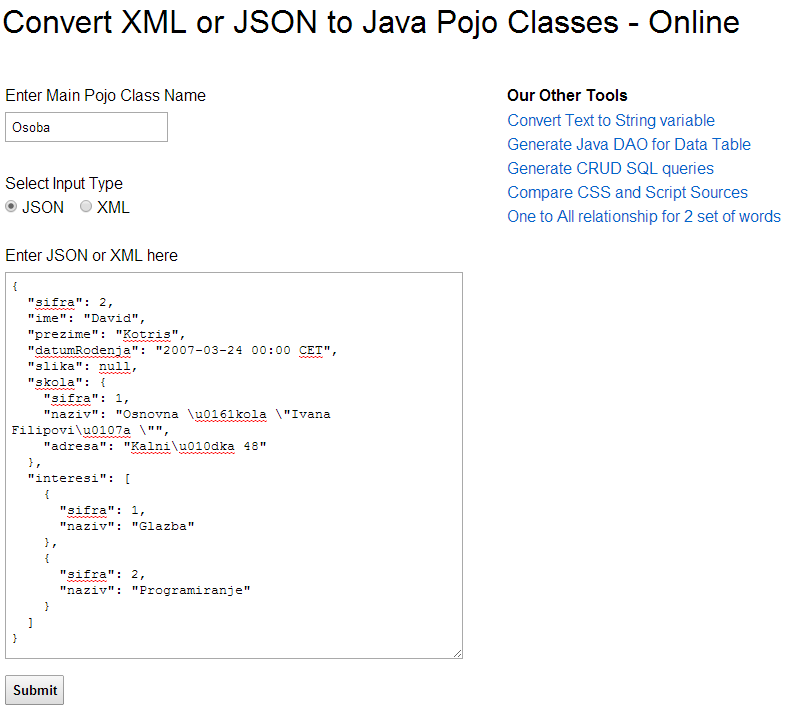 Convert XML or JSON to Java Pojo Classes - Online
Enter Main Pojo Class Name
Osoba
Select Input Type
JSON XML
Enter JSON or XML here
{
  "sifra": 2,
  "ime": "David",
  "prezime": "Kotris",
  "datumRodenja": "2007-03-24 00:00 CET",
  "slika": null,
  "skola": {
    "sifra": 1,
    "naziv": "Osnovna \u0161kola \"Ivana
Filipovi\u0107a \"",
    "adresa": "Kalni\u010dka 48"
  },
  "interesi": [
    {
      "sifra": 1,
      "naziv": "Glazba"
    },
    {
      "sifra": 2,
      "naziv": "Programiranje"
    }
  ]
}
Submit
Our Other Tools
Convert Text to String variable
Generate Java DAO for Data Table
Generate CRUD SQL queries
Compare CSS and Script Sources
One to All relationship for 2 set of words